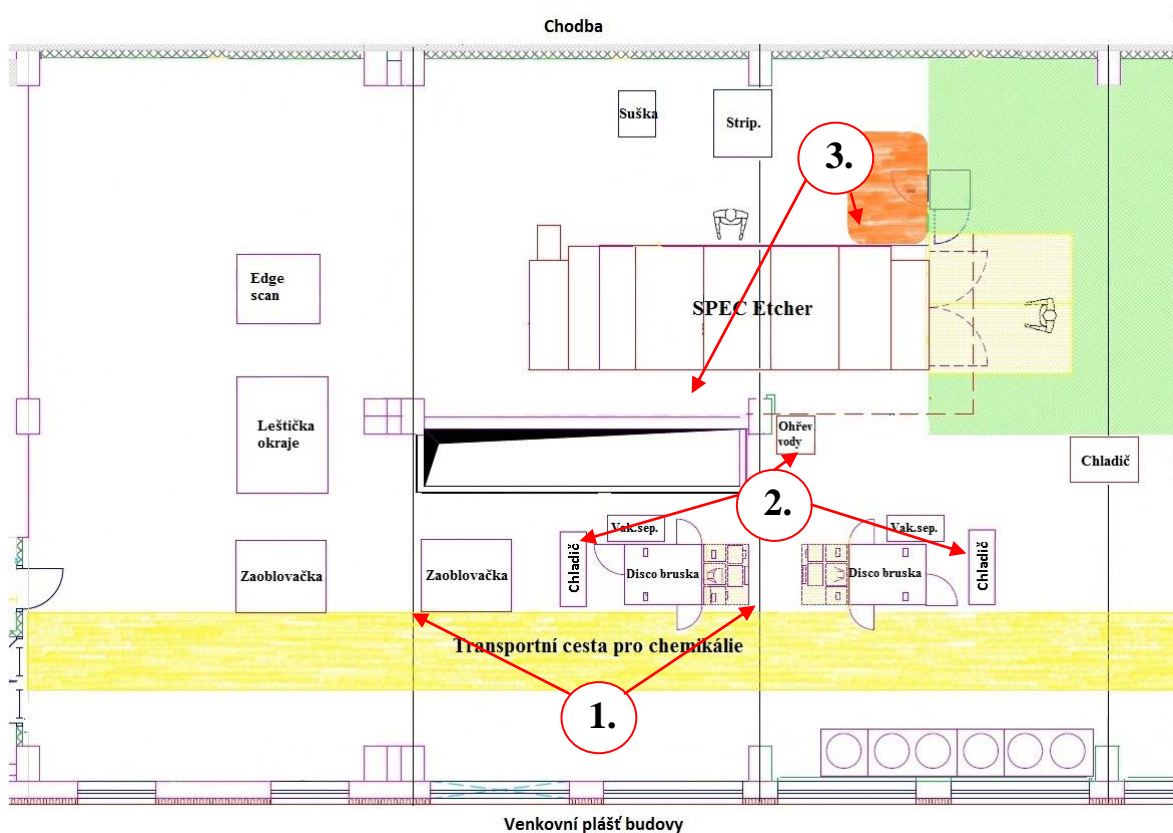 Chodba
Suška
Strip.
3.
Edge
scan
SPEC Etcher
Leštička
okraje
Ohřev
vody
Chladič
2.
Vak.sep.
Vak.sep.
Zaoblovačka
Zaoblovačka
Chladič
Disco bruska
Disco bruska
Chladič
Transportní cesta pro chemikálie
1.
Venkovní plášť budovy